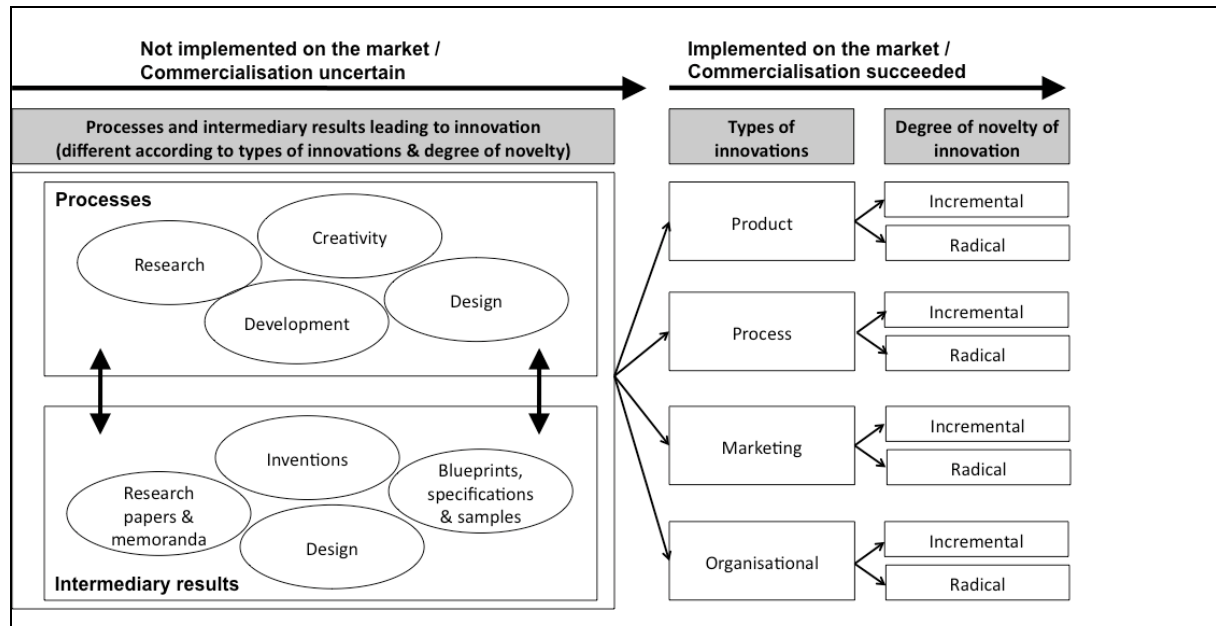 Not implemented on the market /
Commercialisation uncertain
Implemented on the market /
Commercialisation succeeded
Processes and intermediary results leading to innovation
(different according to types of innovations & degree of novelty)
Types of
innovations
Degree of novelty of
innovation
Processes
Creativity
Research
Design
Development
Inventions
Blueprints,
specifications
& samples
Research
papers &
memoranda
Design
Intermediary results
Product
Incremental
Radical
Process
Incremental
Radical
Marketing
Incremental
Radical
Organisational
Incremental
Radical